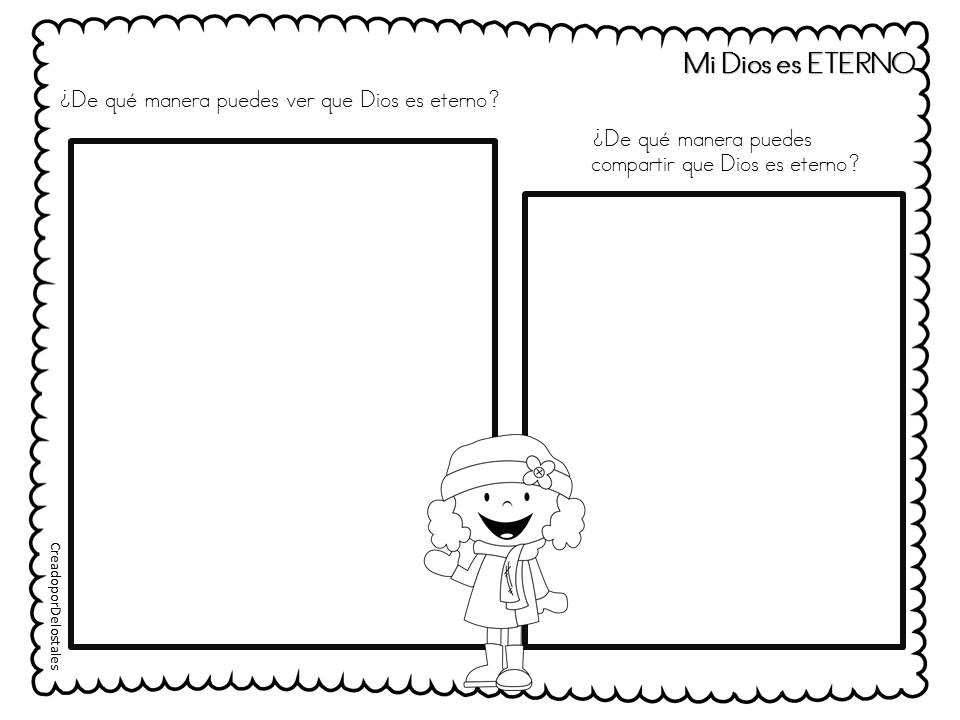 Mi Dios es ETERNO
¿De qué manera puedes ver que Dios es eterno?
¿De qué manera puedes
compartir que Dios es eterno?
CreadoporDelostales